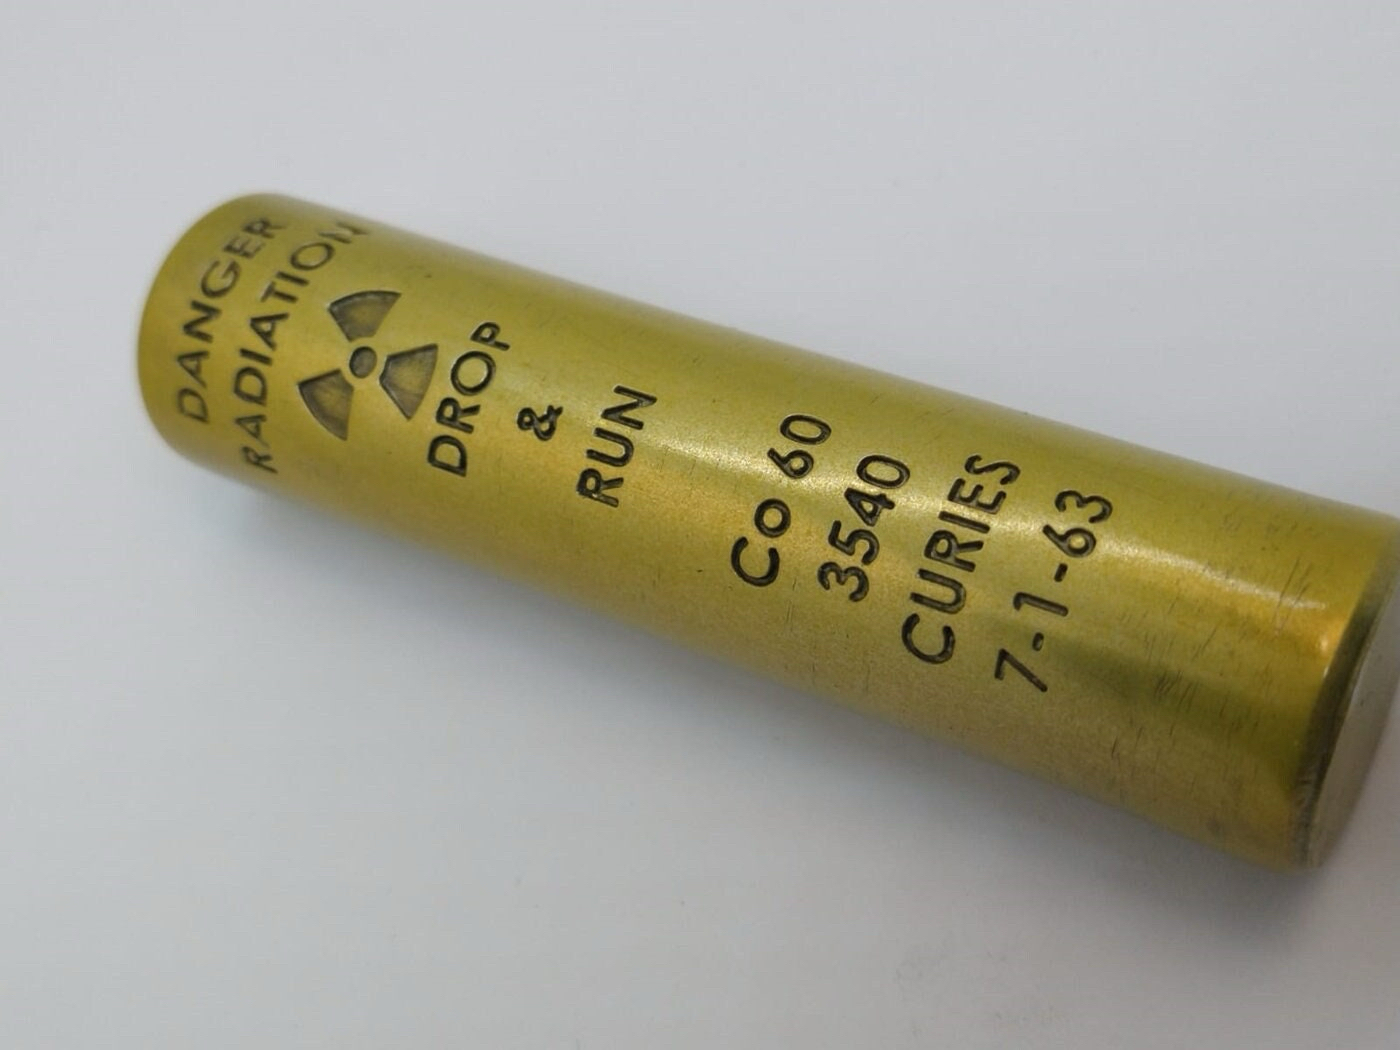 DANGER
RADIATION
DROP
&
RUN
Co 60
3540
CURIES
7-1-63